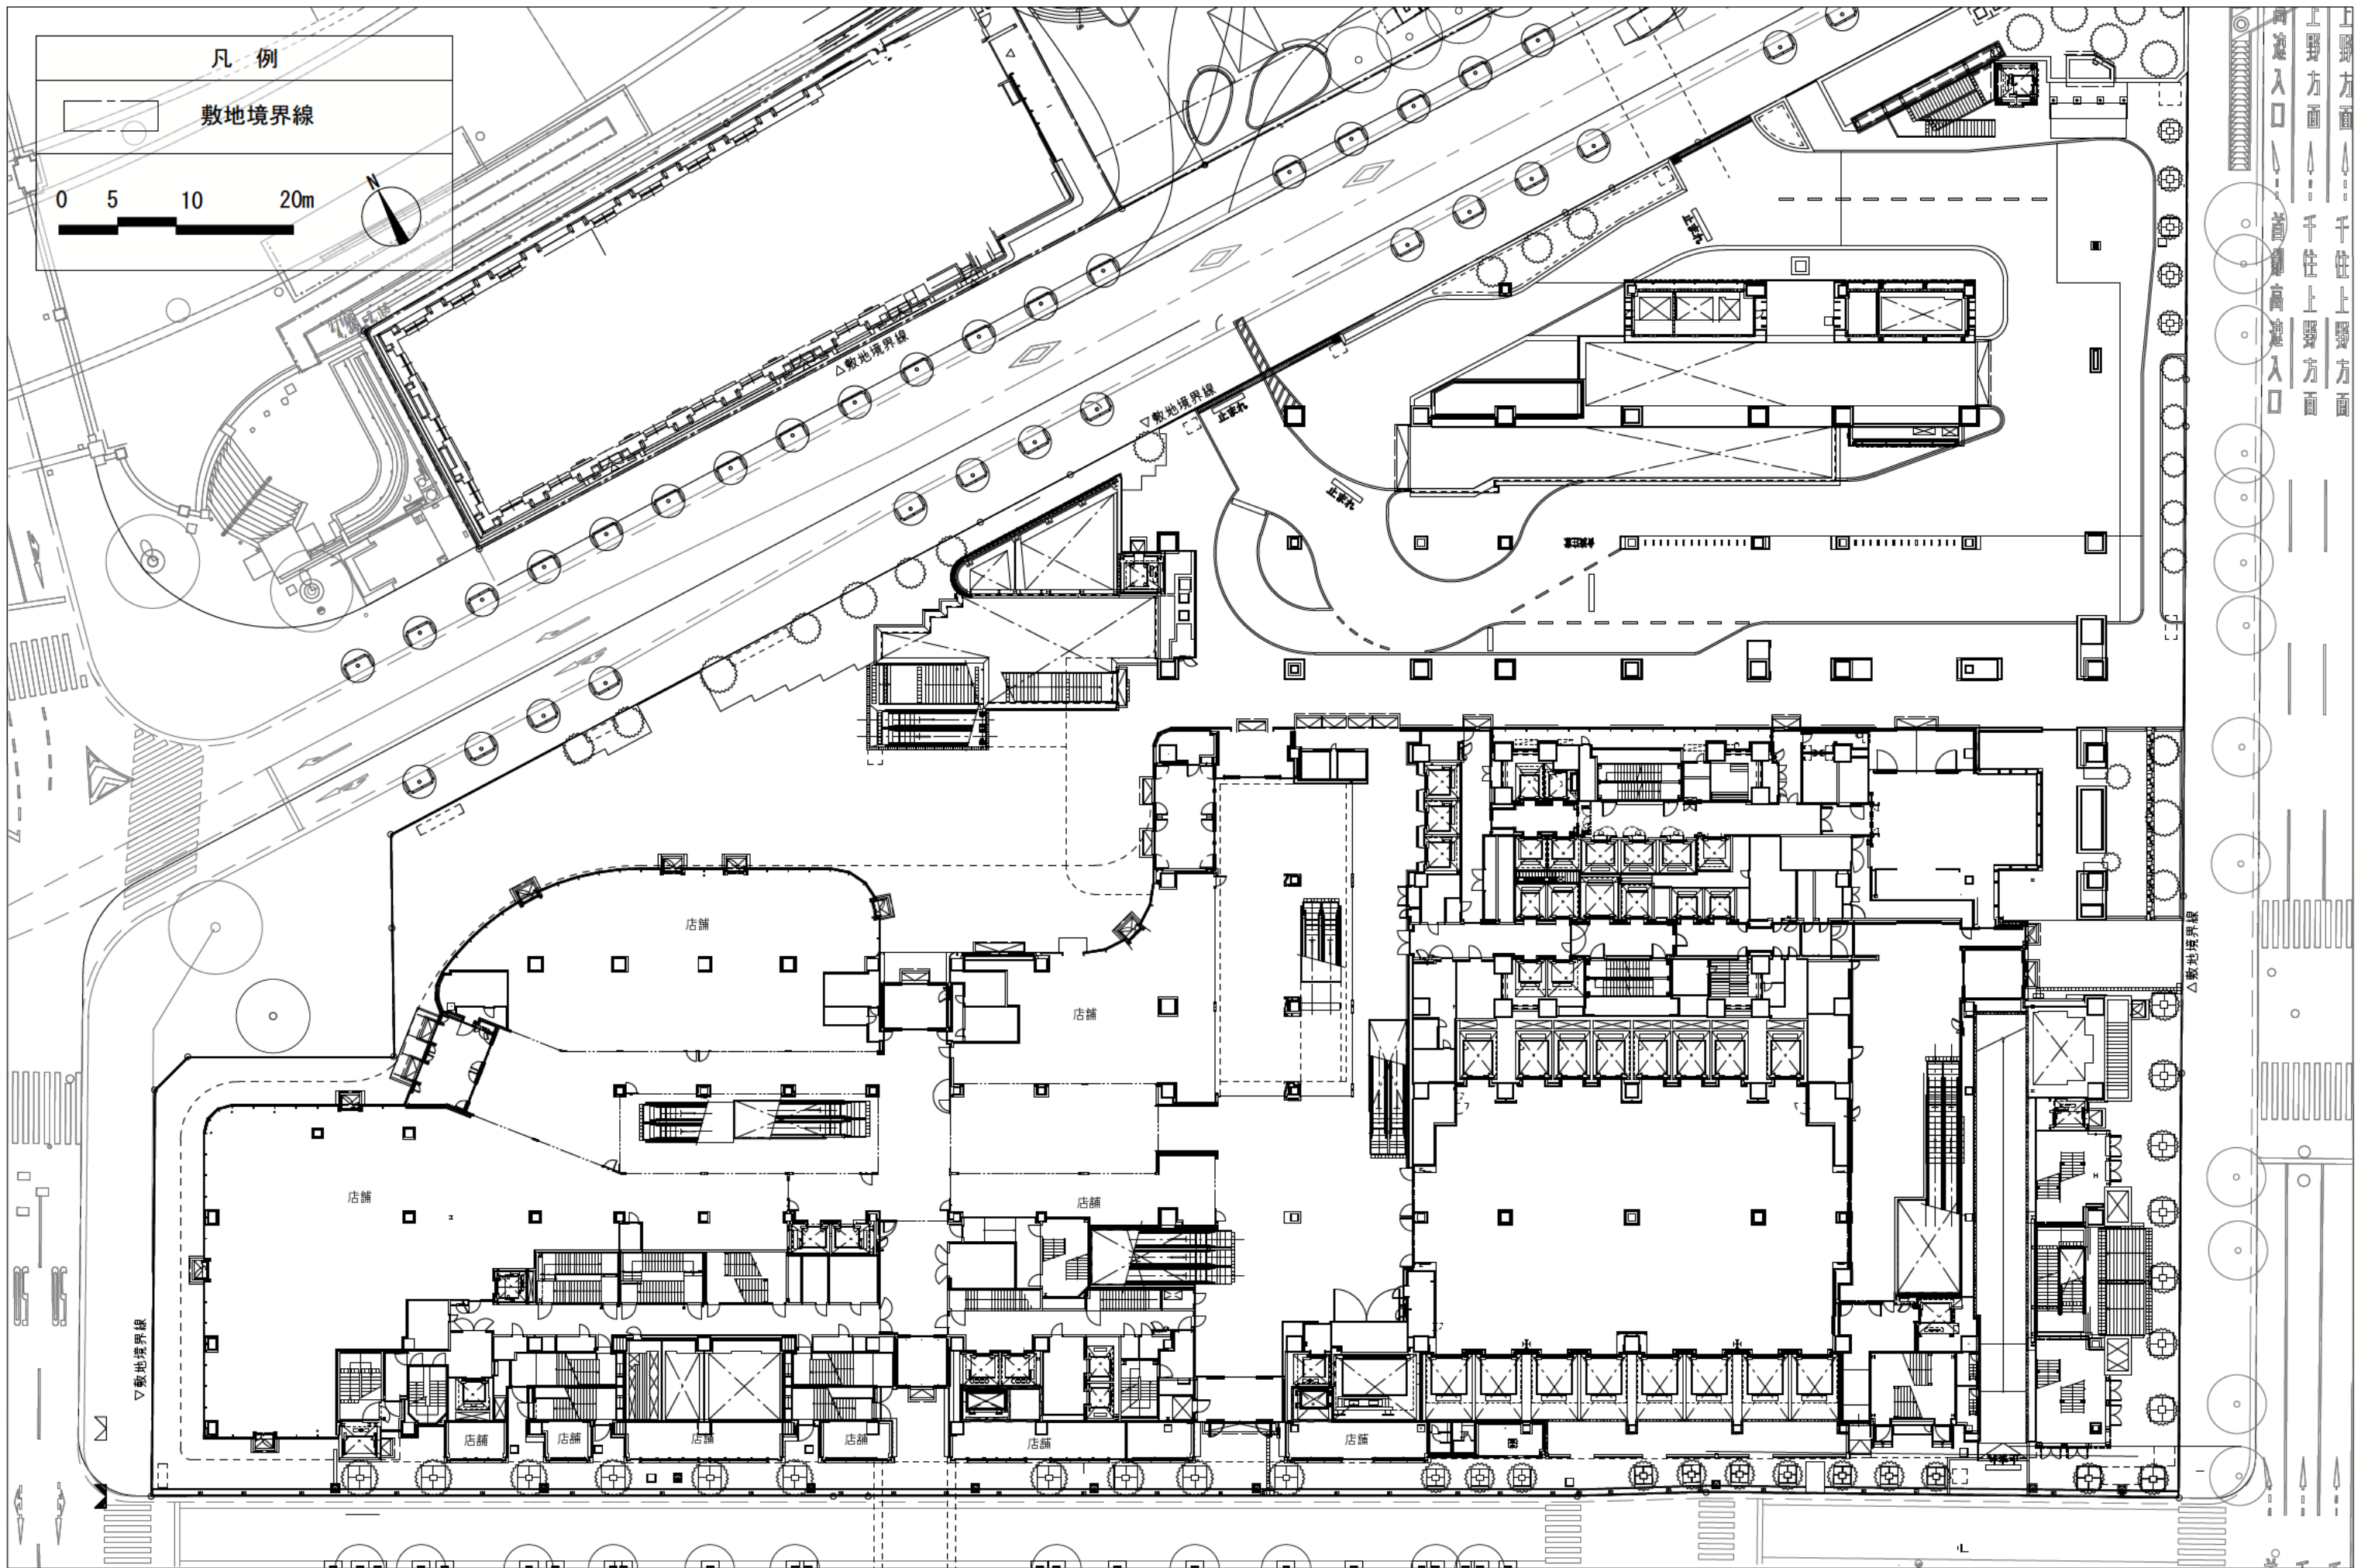 凡 例
敷地境界線
0 5 10 20m
N
△敷地境界線
▽敷地境界線
止まれ
止まれ
止まれ
上野方面
上野方面
高速入口
千住
千住
首都高速入口
上野方面
上野方面
店舗
店舗
店舗
店舗
△敷地境界線
▽敷地境界線
店舗
店舗
店舗
店舗
店舗
店舗